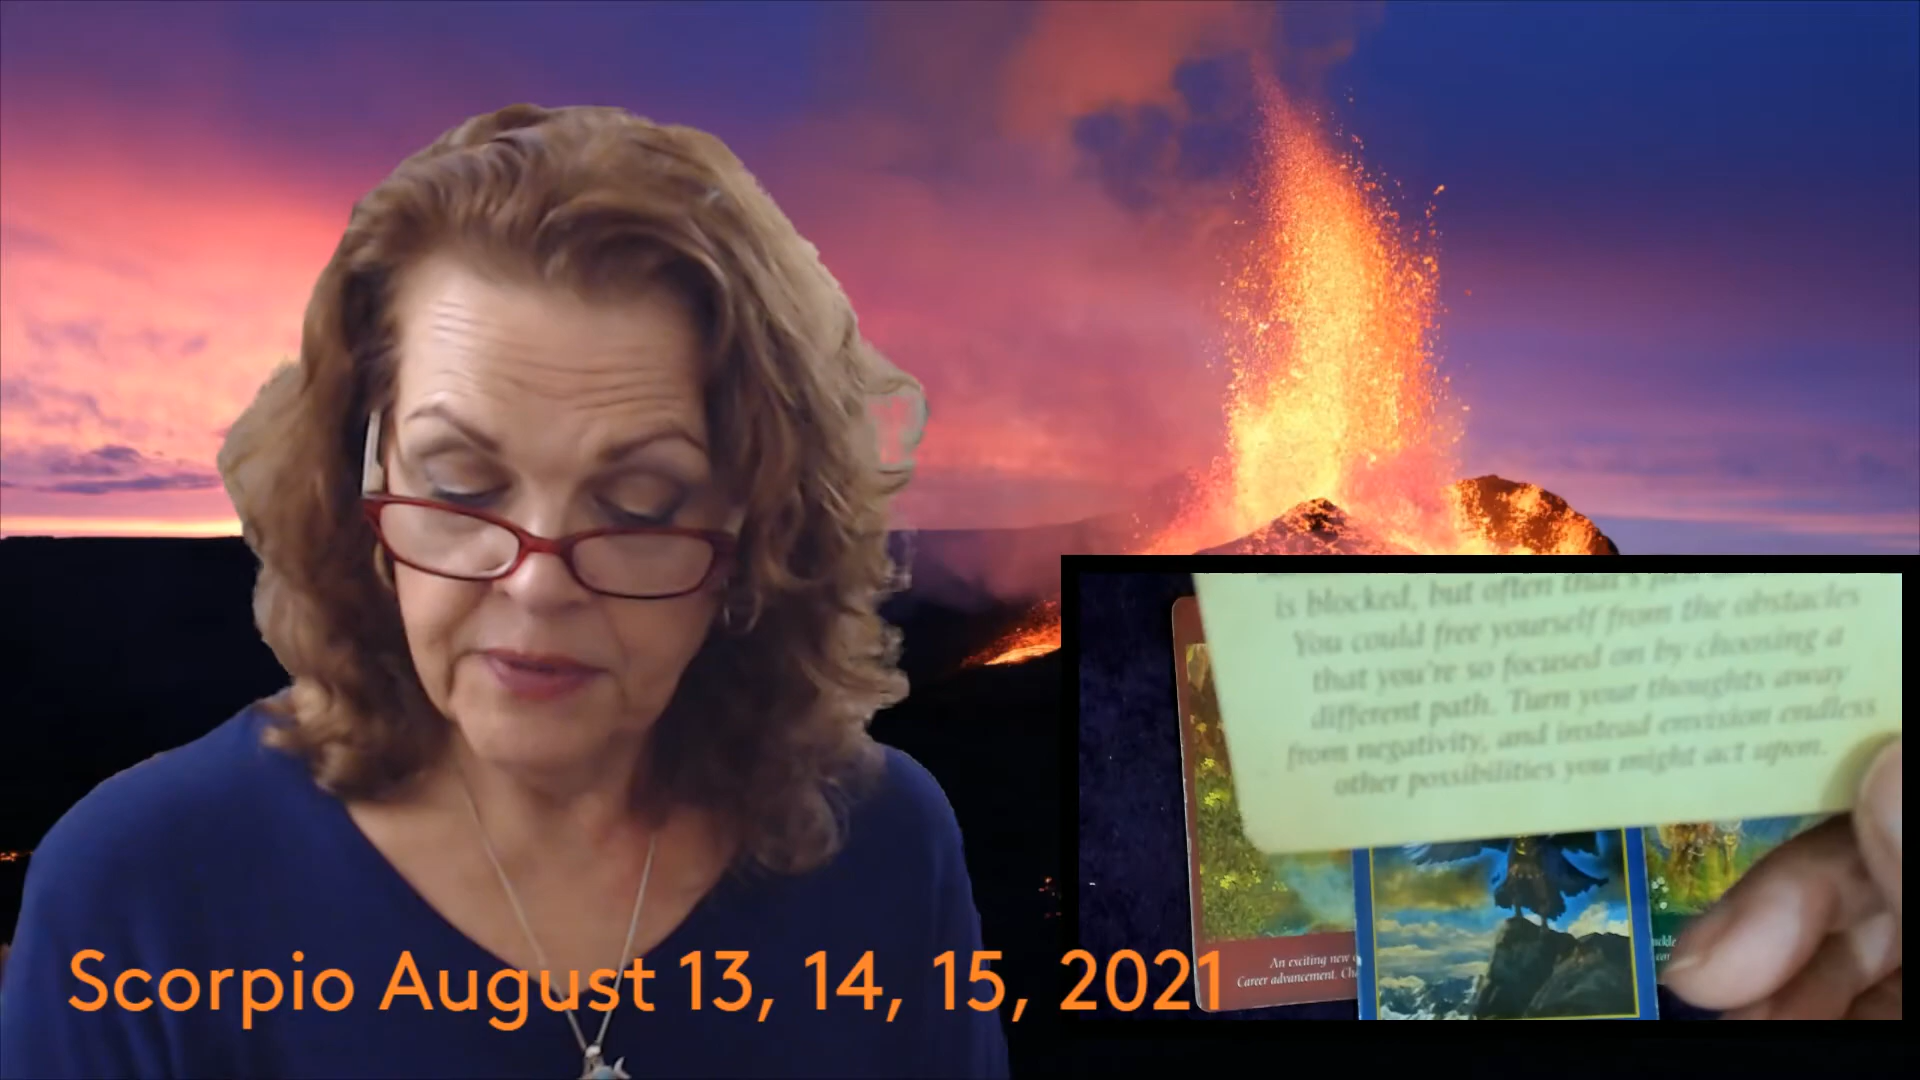 is blocked, but often that's just
You could free yourself from the obstacles
that you're so focused on by choosing a
different path. Turn your thoughts away
from negativity, and instead envision endless
other possibilities you might act upon.
An exciting new
Career advancement.
Scorpio August 13, 14, 15, 2021